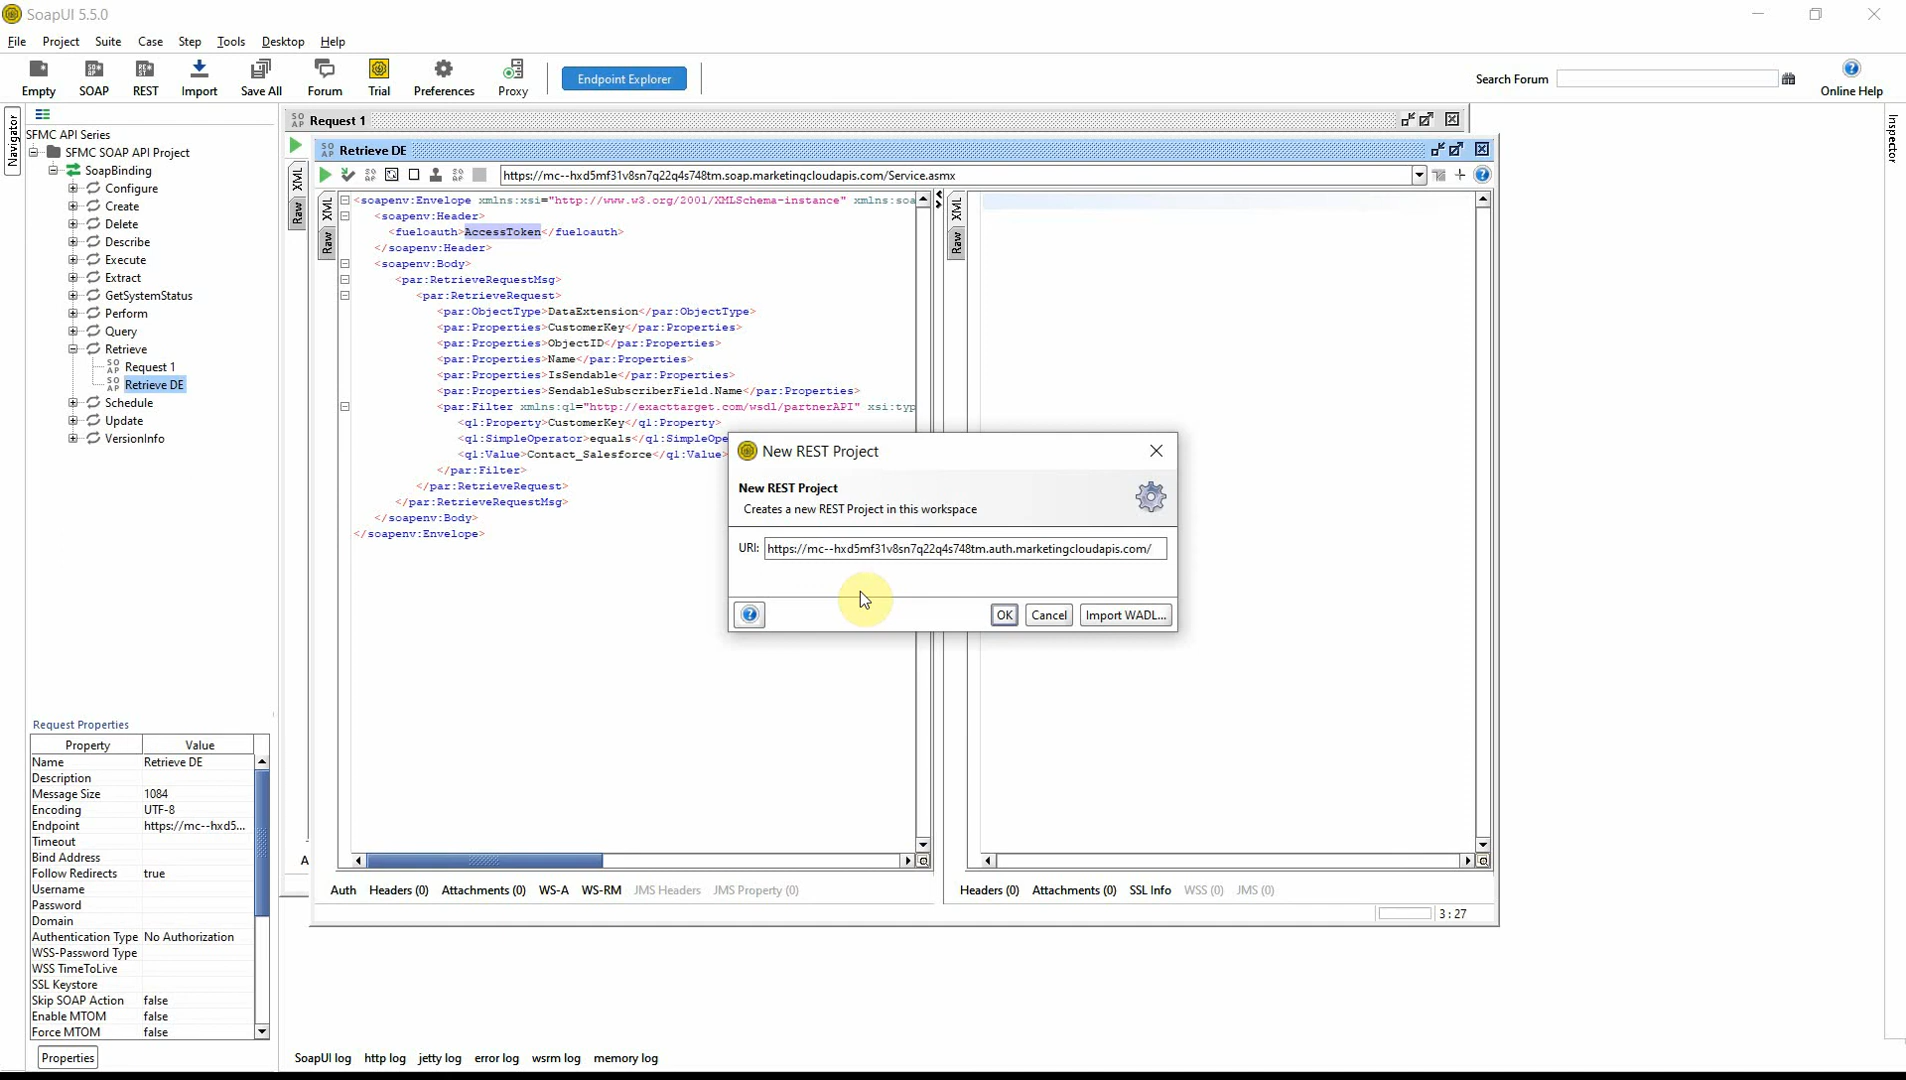 SoapUI 5.5.0
File Project Suite Case Step Tools Desktop Help
Empty SOAP REST Import Save All Forum Trial Preferences Proxy
Endpoint Explorer
Search Forum
Online Help
Navigator
Inspector
SFMC API Series
SFMC SOAP API Project
SoapBinding
Configure
Create
Delete
Describe
Execute
Extract
GetSystemStatus
Perform
Query
Retrieve
Request 1
Retrieve DE
Schedule
Update
VersionInfo
Request 1
Retrieve DE
https://mc--hxd5mf31v8sn7q22q4s748tm.soap.marketingcloudapis.com/Service.asmx
XML
Raw
XML
Raw
XML
Raw
<soapenv:Envelope xmlns:xsi="http://www.w3.org/2001/XMLSchema-instance" xmlns:soa
<soapenv:Header>
<fueloauth>AccessToken</fueloauth>
</soapenv:Header>
<soapenv:Body>
<par:RetrieveRequestMsg>
<par:RetrieveRequest>
<par:ObjectType>DataExtension</par:ObjectType>
<par:Properties>CustomerKey</par:Properties>
<par:Properties>ObjectID</par:Properties>
<par:Properties>Name</par:Properties>
<par:Properties>IsSendable</par:Properties>
<par:Properties>SendableSubscriberField.Name</par:Properties>
<par:Filter xmlns:q1="http://exacttarget.com/wsdl/partnerAPI" xsi:typ
<q1:Property>CustomerKey</q1:Property>
<q1:SimpleOperator>equals</q1:SimpleOpe
<q1:Value>Contact_Salesforce</q1:Value>
</par:Filter>
</par:RetrieveRequest>
</par:RetrieveRequestMsg>
</soapenv:Body>
</soapenv:Envelope>
New REST Project
New REST Project
Creates a new REST Project in this workspace
URI: https://mc--hxd5mf31v8sn7q22q4s748tm.auth.marketingcloudapis.com/
OK Cancel Import WADL...
Request Properties
Property Value
Name Retrieve DE
Description
Message Size 1084
Encoding UTF-8
Endpoint https://mc--hxd5...
Timeout
Bind Address
Follow Redirects true
Username
Password
Domain
Authentication Type No Authorization
WSS-Password Type
WSS TimeToLive
SSL Keystore
Skip SOAP Action false
Enable MTOM false
Force MTOM false
Properties
A
Auth Headers (0) Attachments (0) WS-A WS-RM JMS Headers JMS Property (0)
Headers (0) Attachments (0) SSL Info WSS (0) JMS (0)
3 : 27
SoapUI log http log jetty log error log wsrm log memory log